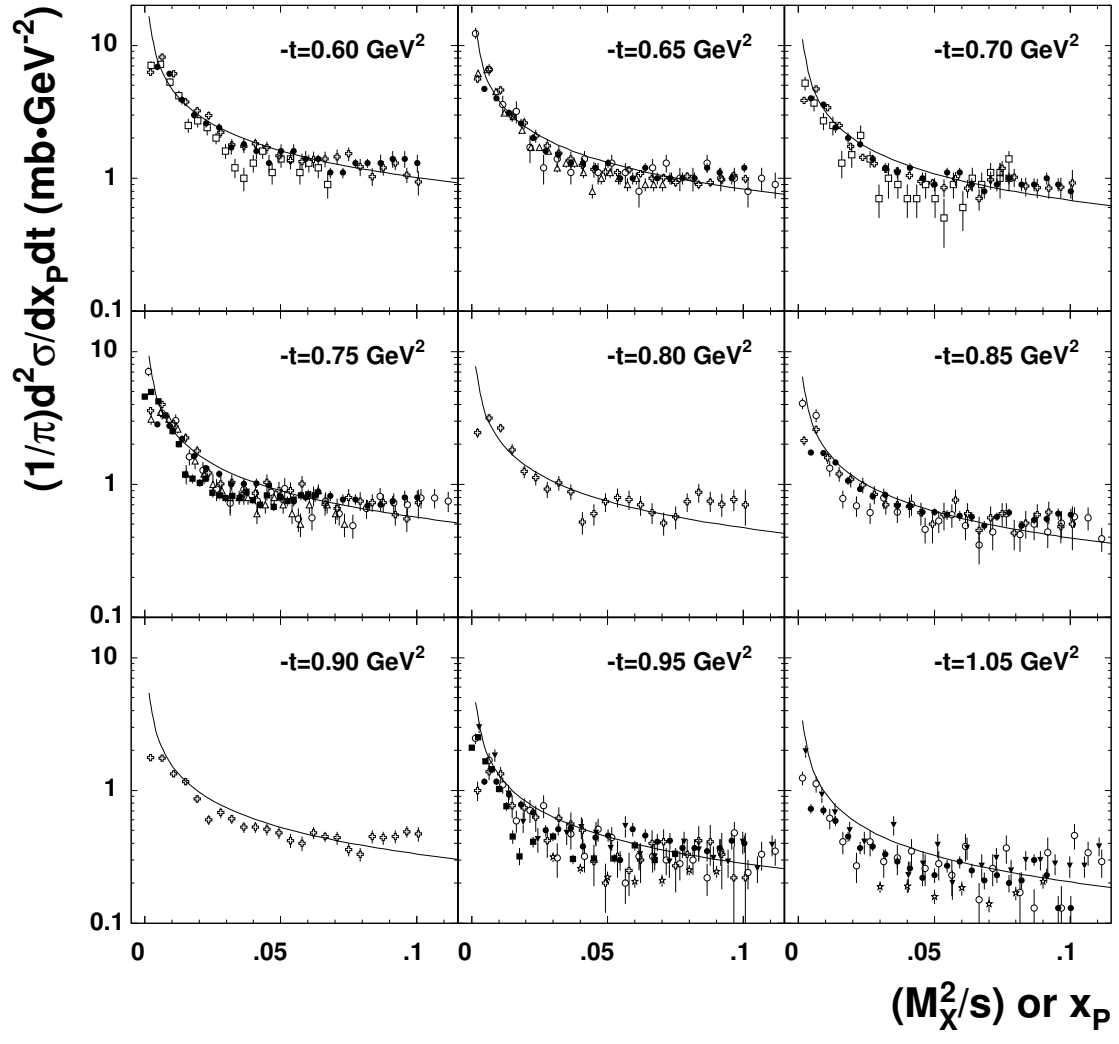 (1/π)d²σ/dx_P dt (mb•GeV⁻²)
10
1
0.1
-t=0.60 GeV²
-t=0.65 GeV²
-t=0.70 GeV²
10
1
0.1
-t=0.75 GeV²
-t=0.80 GeV²
-t=0.85 GeV²
10
1
0.1
-t=0.90 GeV²
-t=0.95 GeV²
-t=1.05 GeV²
0 .05 .1 0 .05 .1 0 .05 .1
(M_X²/s) or x_P